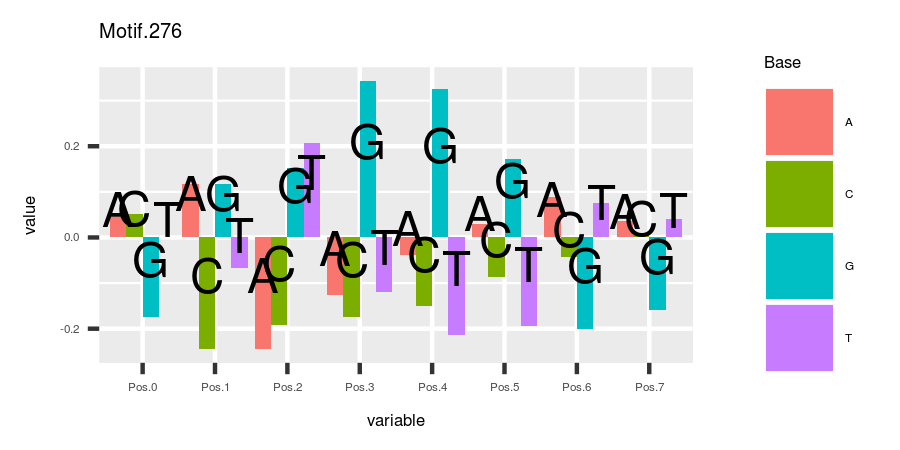 Motif.276
Base
A
C
G
T
value
0.2
0.0
-0.2
A C G T
A C G T
A C G T
A C G T
A C G T
A C G T
A C G T
A C G T
Pos.0 Pos.1 Pos.2 Pos.3 Pos.4 Pos.5 Pos.6 Pos.7
variable